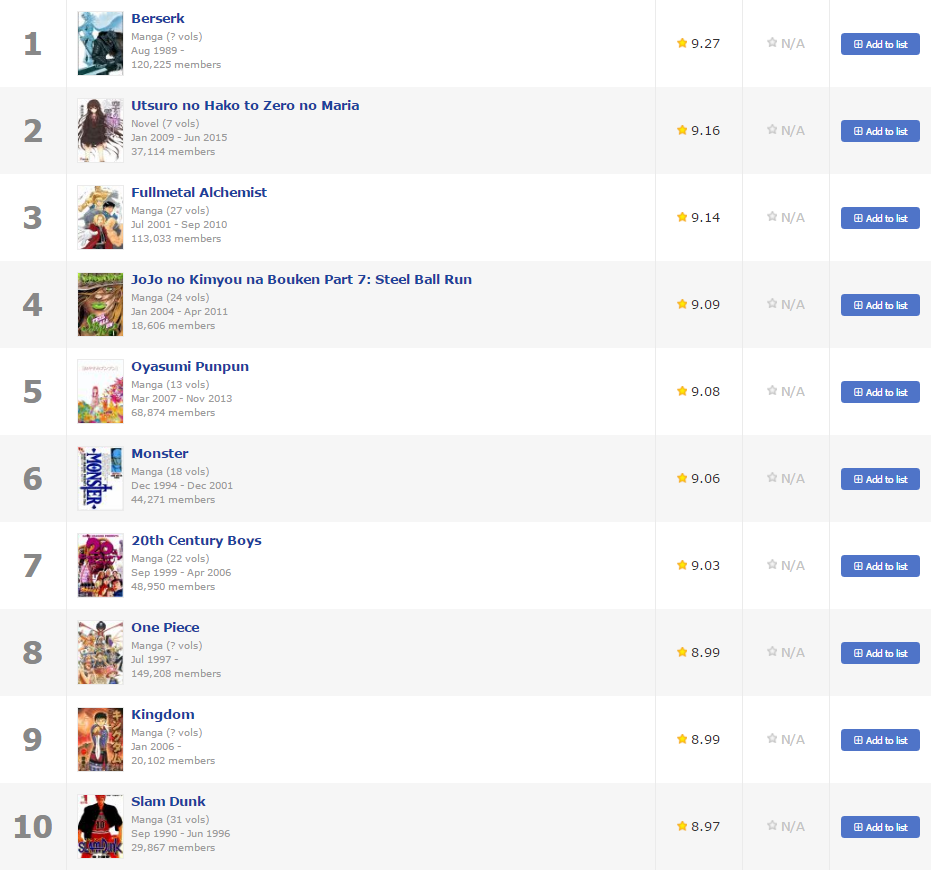 1
Berserk
Manga (? vols)
Aug 1989 -
120,225 members
9.27
N/A
Add to list
2
Utsuro no Hako to Zero no Maria
Novel (7 vols)
Jan 2009 - Jun 2015
37,114 members
9.16
N/A
Add to list
3
Fullmetal Alchemist
Manga (27 vols)
Jul 2001 - Sep 2010
113,033 members
9.14
N/A
Add to list
4
JoJo no Kimyou na Bouken Part 7: Steel Ball Run
Manga (24 vols)
Jan 2004 - Apr 2011
18,606 members
9.09
N/A
Add to list
5
Oyasumi Punpun
Manga (13 vols)
Mar 2007 - Nov 2013
68,874 members
9.08
N/A
Add to list
6
MONSTER
Monster
Manga (18 vols)
Dec 1994 - Dec 2001
44,271 members
9.06
N/A
Add to list
7
20th Century Boys
Manga (22 vols)
Sep 1999 - Apr 2006
48,950 members
9.03
N/A
Add to list
8
One Piece
Manga (? vols)
Jul 1997 -
149,208 members
8.99
N/A
Add to list
9
Kingdom
Manga (? vols)
Jan 2006 -
20,102 members
8.99
N/A
Add to list
10
SLAM DUNK
Slam Dunk
Manga (31 vols)
Sep 1990 - Jun 1996
29,867 members
8.97
N/A
Add to list